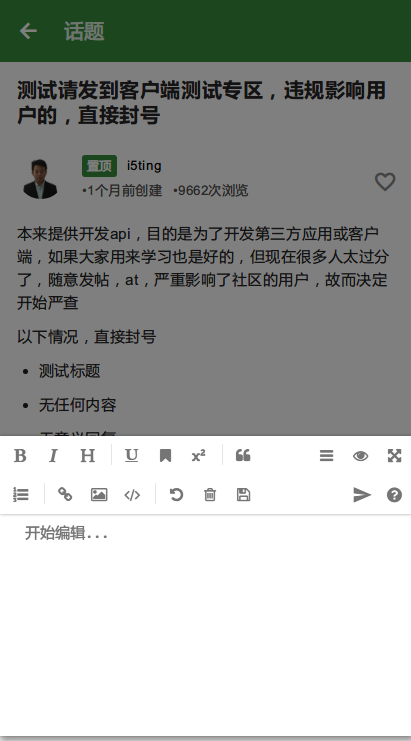 话题
测试请发到客户端测试专区，违规影响用
户的，直接封号
置顶 i5ting
•1个月前创建 •9662次浏览
本来提供开发api，目的是为了开发第三方应用或客户
端，如果大家用来学习也是好的，但现在很多人太过分
了，随意发帖，at，严重影响了社区的用户，故而决定
开始严查
以下情况，直接封号
• 测试标题
• 无任何内容
• 无意义回复
B I H U x²
开始编辑...